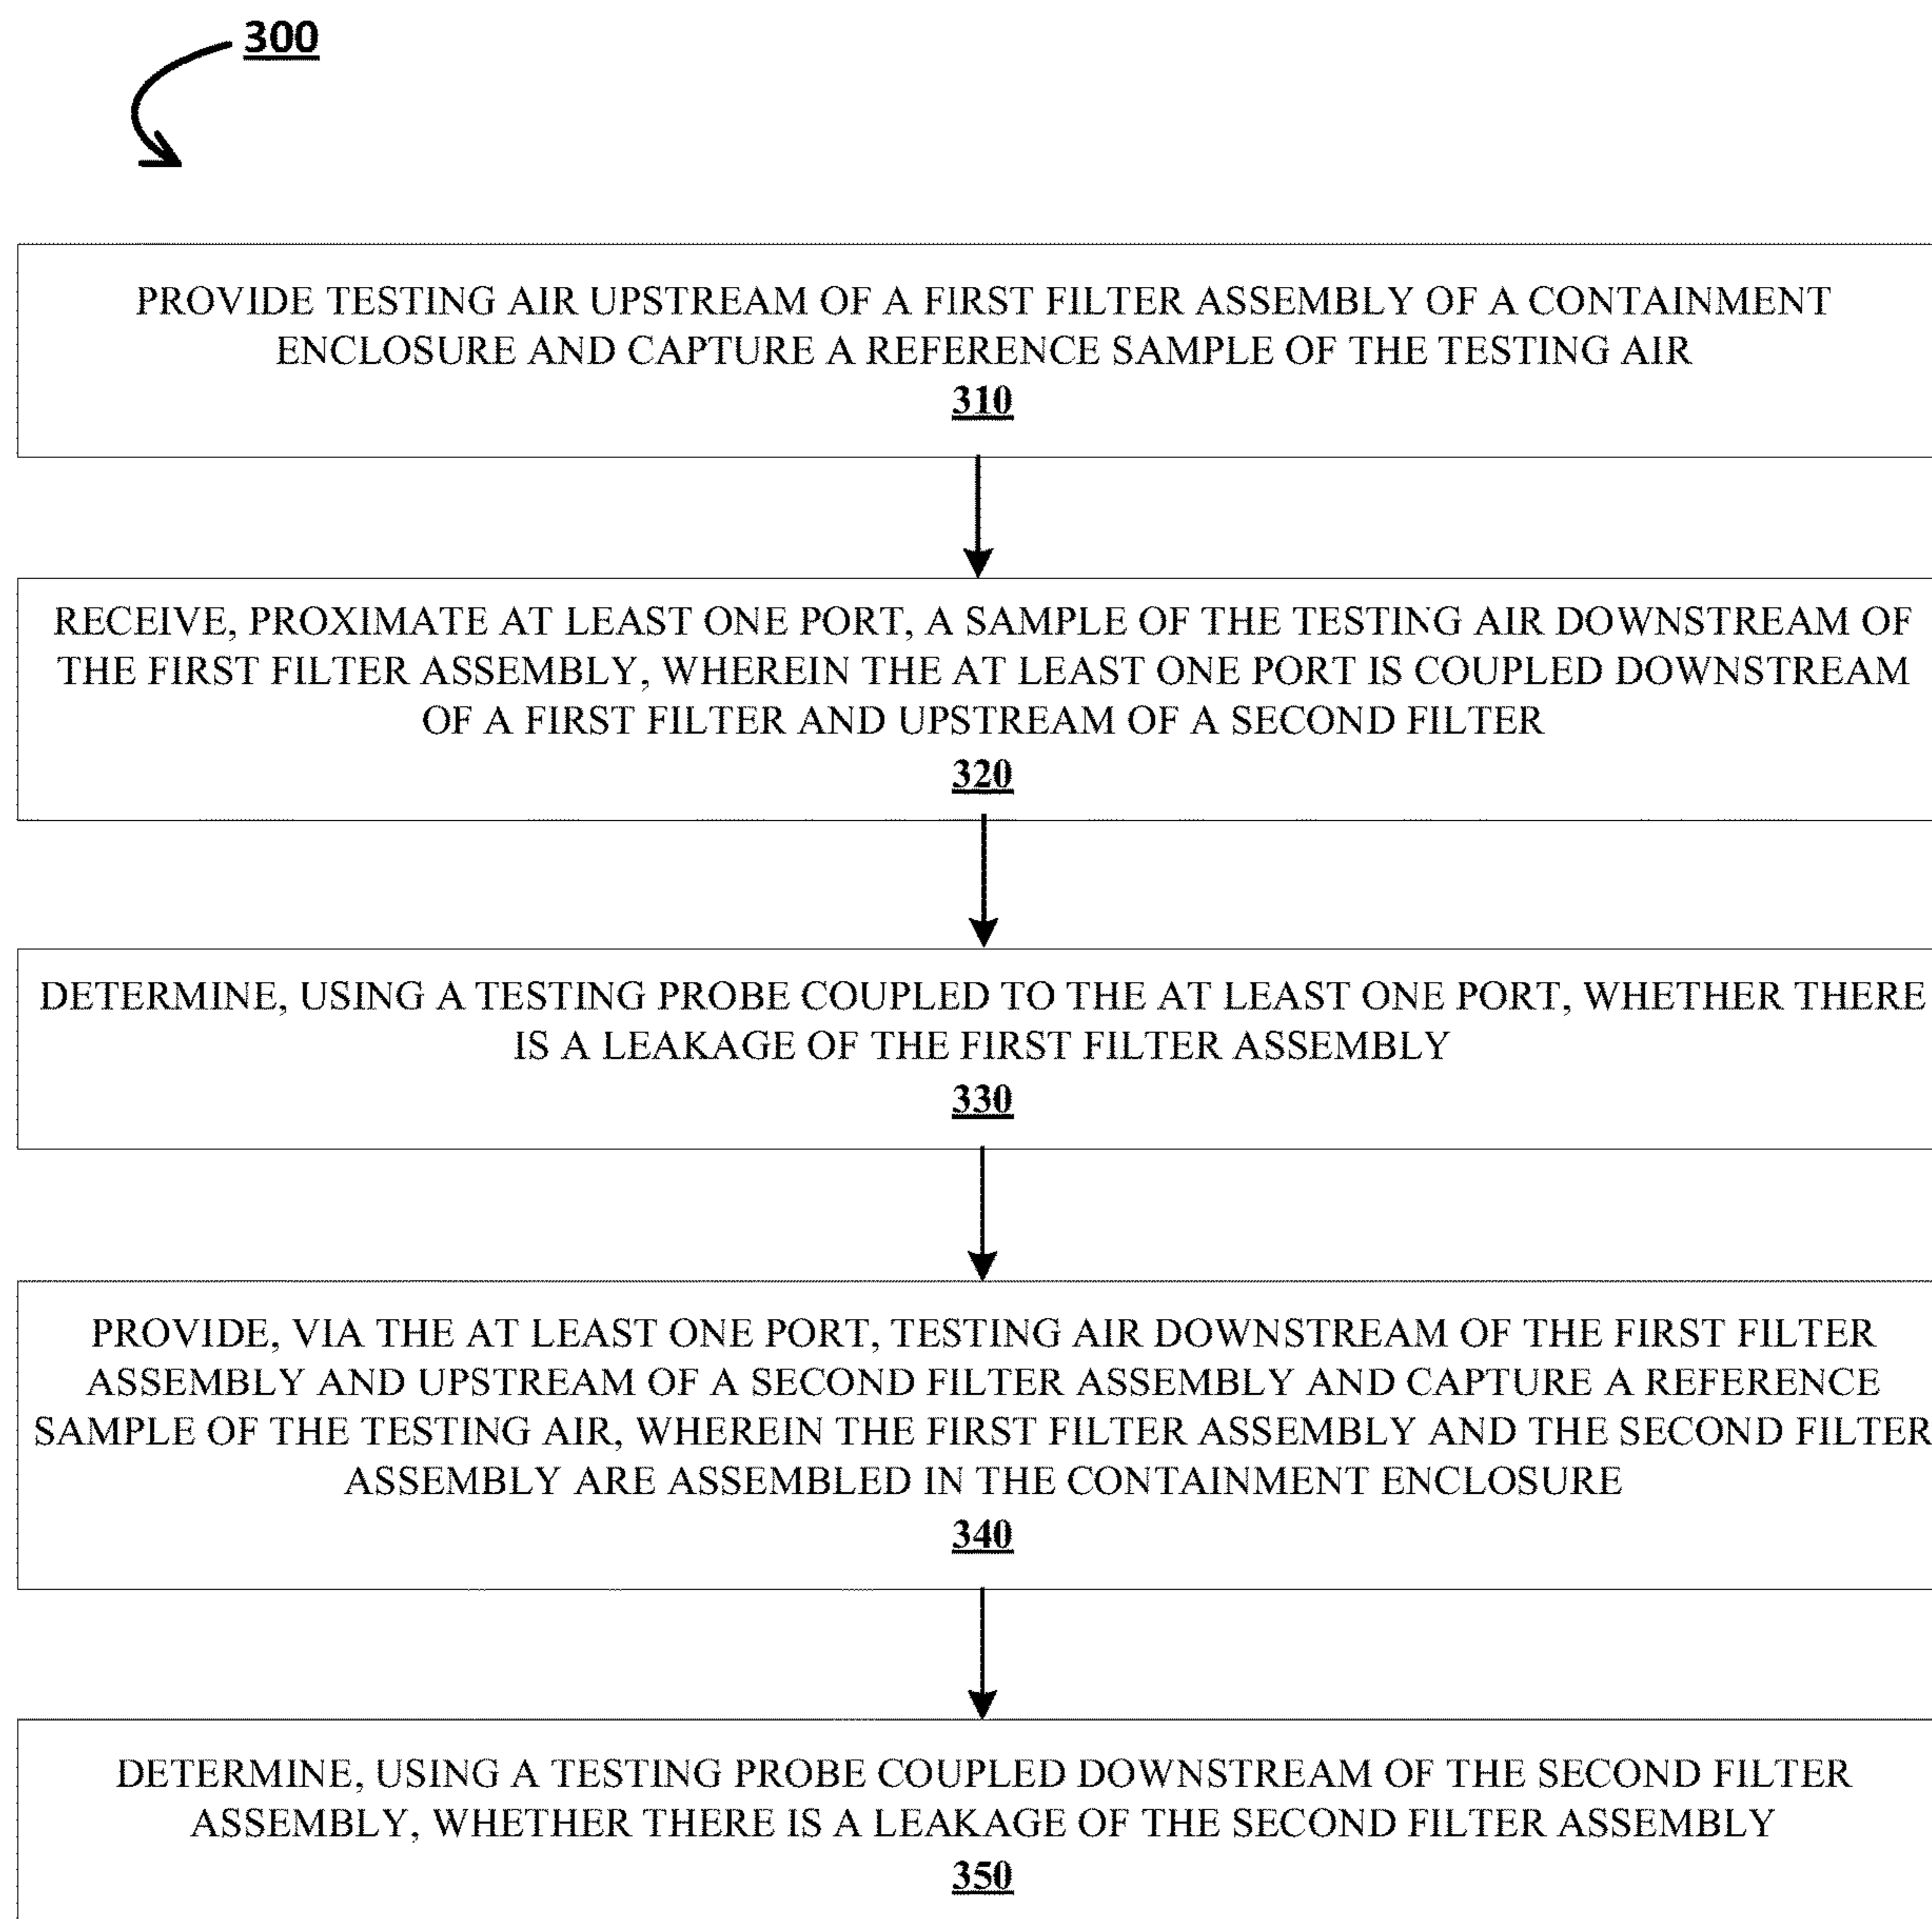 300
PROVIDE TESTING AIR UPSTREAM OF A FIRST FILTER ASSEMBLY OF A CONTAINMENT
ENCLOSURE AND CAPTURE A REFERENCE SAMPLE OF THE TESTING AIR
310
RECEIVE, PROXIMATE AT LEAST ONE PORT, A SAMPLE OF THE TESTING AIR DOWNSTREAM OF
THE FIRST FILTER ASSEMBLY, WHEREIN THE AT LEAST ONE PORT IS COUPLED DOWNSTREAM
OF A FIRST FILTER AND UPSTREAM OF A SECOND FILTER
320
DETERMINE, USING A TESTING PROBE COUPLED TO THE AT LEAST ONE PORT, WHETHER THERE
IS A LEAKAGE OF THE FIRST FILTER ASSEMBLY
330
PROVIDE, VIA THE AT LEAST ONE PORT, TESTING AIR DOWNSTREAM OF THE FIRST FILTER
ASSEMBLY AND UPSTREAM OF A SECOND FILTER ASSEMBLY AND CAPTURE A REFERENCE
SAMPLE OF THE TESTING AIR, WHEREIN THE FIRST FILTER ASSEMBLY AND THE SECOND FILTER
ASSEMBLY ARE ASSEMBLED IN THE CONTAINMENT ENCLOSURE
340
DETERMINE, USING A TESTING PROBE COUPLED DOWNSTREAM OF THE SECOND FILTER
ASSEMBLY, WHETHER THERE IS A LEAKAGE OF THE SECOND FILTER ASSEMBLY
350